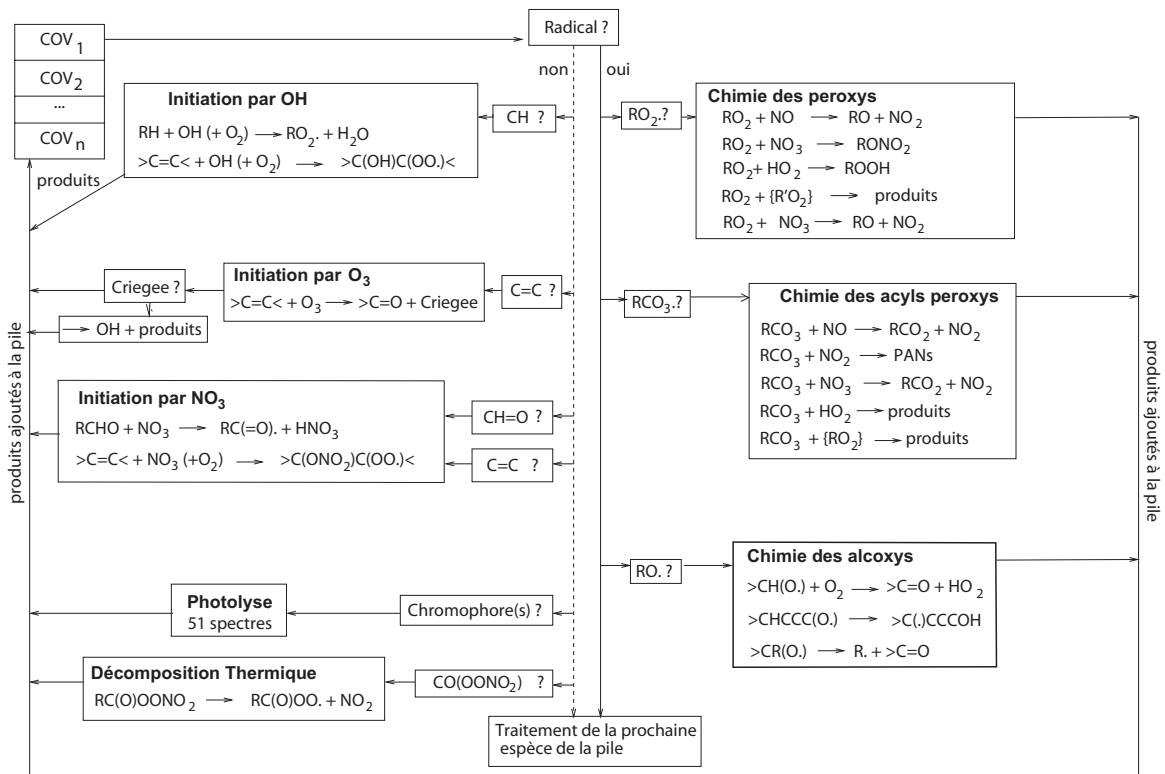 COV 1
COV 2
...
COV n
produits
Radical ?
non
oui
Initiation par OH
RH + OH (+ O2) → RO2. + H2O
>C=C< + OH (+ O2) → >C(OH)C(OO.)<
CH ?
RO2.?
Chimie des peroxys
RO2 + NO → RO + NO2
RO2 + NO3 → RONO2
RO2+ HO2 → ROOH
RO2 + {R'O2} → produits
RO2 + NO3 → RO + NO2
Criegee ?
→ OH + produits
Initiation par O3
>C=C< + O3 → >C=O + Criegee
C=C ?
RCO3.?
Chimie des acyls peroxys
RCO3 + NO → RCO2 + NO2
RCO3 + NO2 → PANs
RCO3 + NO3 → RCO2 + NO2
RCO3 + HO2 → produits
RCO3 + {RO2} → produits
Initiation par NO3
RCHO + NO3 → RC(=O). + HNO3
>C=C< + NO3 (+O2) → >C(ONO2)C(OO.)<
CH=O ?
C=C ?
produits ajoutés à la pile
produits ajoutés à la pile
RO. ?
Chimie des alcoxys
>CH(O.) + O2 → >C=O + HO2
>CHCCC(O.) → >C(.)CCCOH
>CR(O.) → R. + >C=O
Photolyse
51 spectres
Chromophore(s) ?
Décomposition Thermique
RC(O)OONO2 → RC(O)OO. + NO2
CO(OONO2) ?
Traitement de la prochaine
espèce de la pile